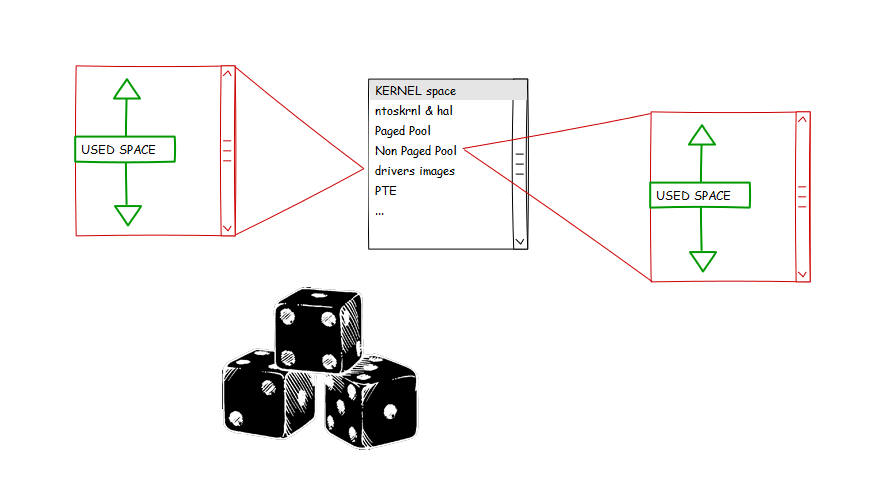 USED SPACE
KERNEL space
ntoskrnl & hal
Paged Pool
Non Paged Pool
drivers images
PTE
...
USED SPACE